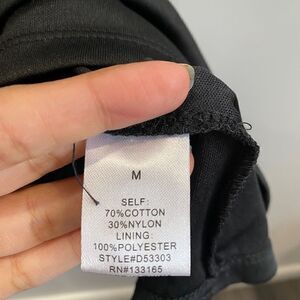 M
SELF:
70%COTTON
30%NYLON
LINING:
100%POLYESTER
STYLE#D53303
RN#133165